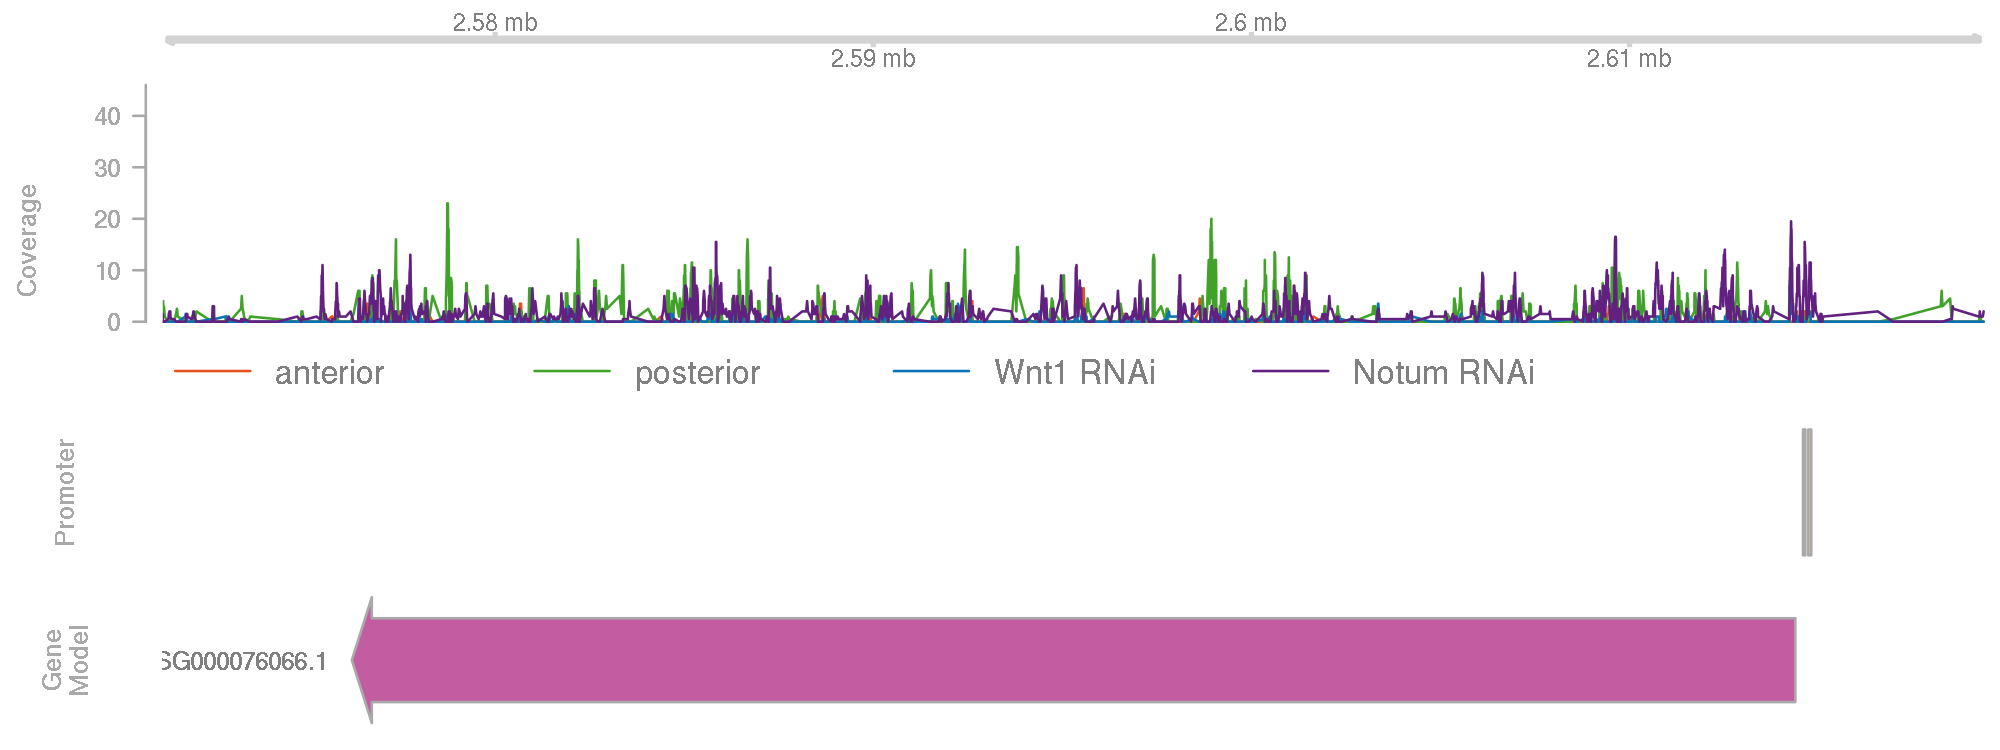 2.58 mb
2.6 mb
2.59 mb
2.61 mb
Coverage
40
30
20
10
0
anterior
posterior
Wnt1 RNAi
Notum RNAi
Promoter
Gene
Model
SG000076066.1